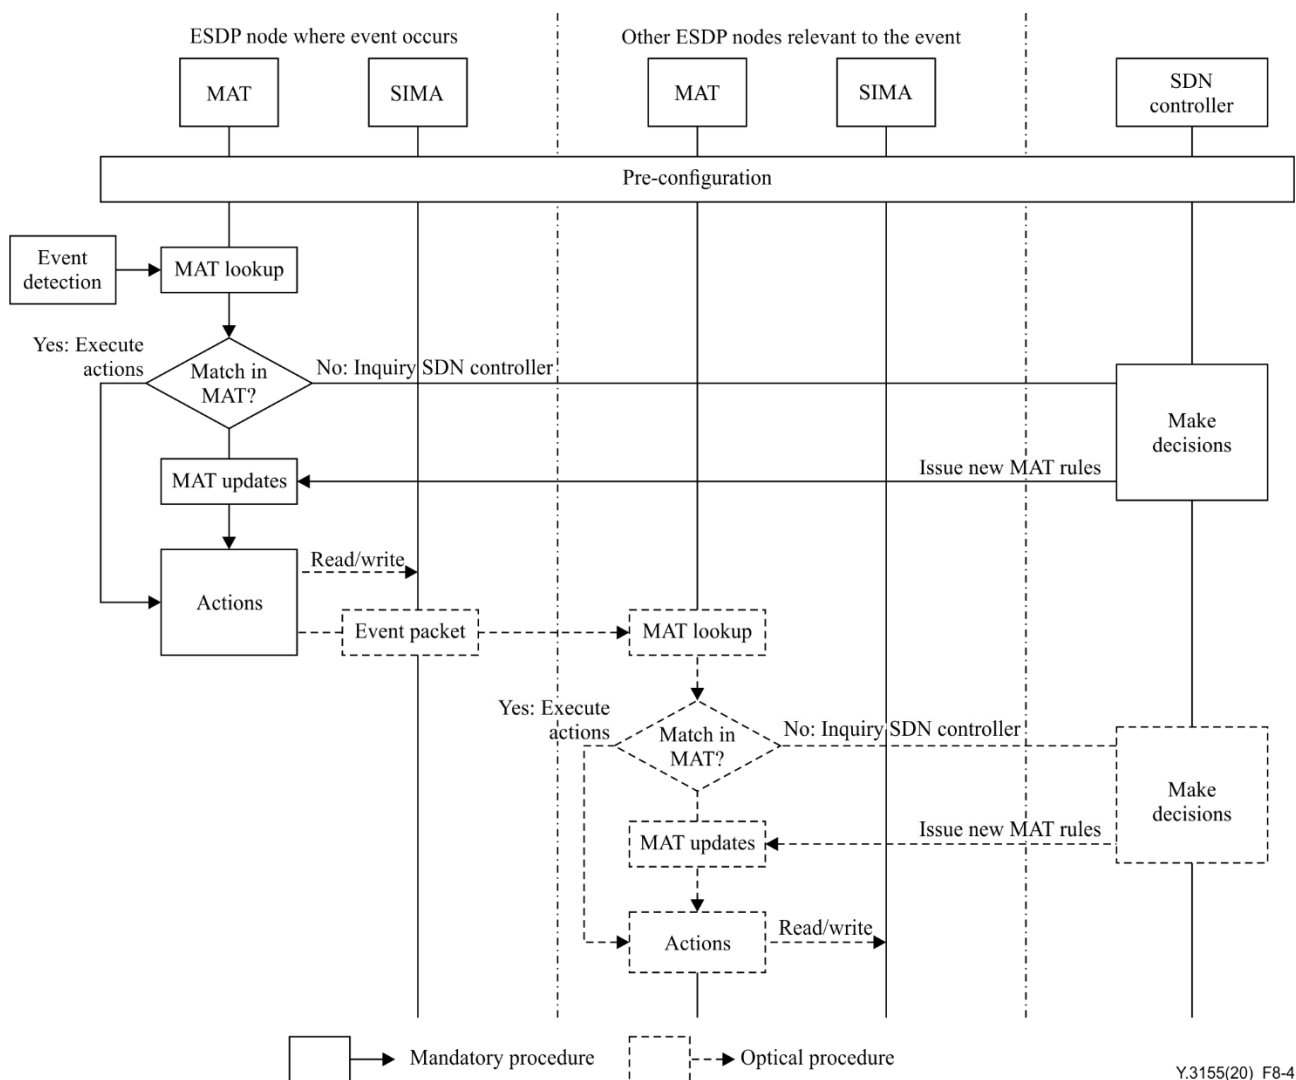 ESDP node where event occurs
Other ESDP nodes relevant to the event
MAT
SIMA
MAT
SIMA
SDN
controller
Pre-configuration
Event
detection
MAT lookup
Yes: Execute
actions
Match in
MAT?
No: Inquiry SDN controller
Make
decisions
MAT updates
Issue new MAT rules
Read/write
Actions
Event packet
MAT lookup
Yes: Execute
actions
Match in
MAT?
No: Inquiry SDN controller
Make
decisions
MAT updates
Issue new MAT rules
Actions
Read/write
Mandatory procedure
Optical procedure
Y.3155(20)_F8-4